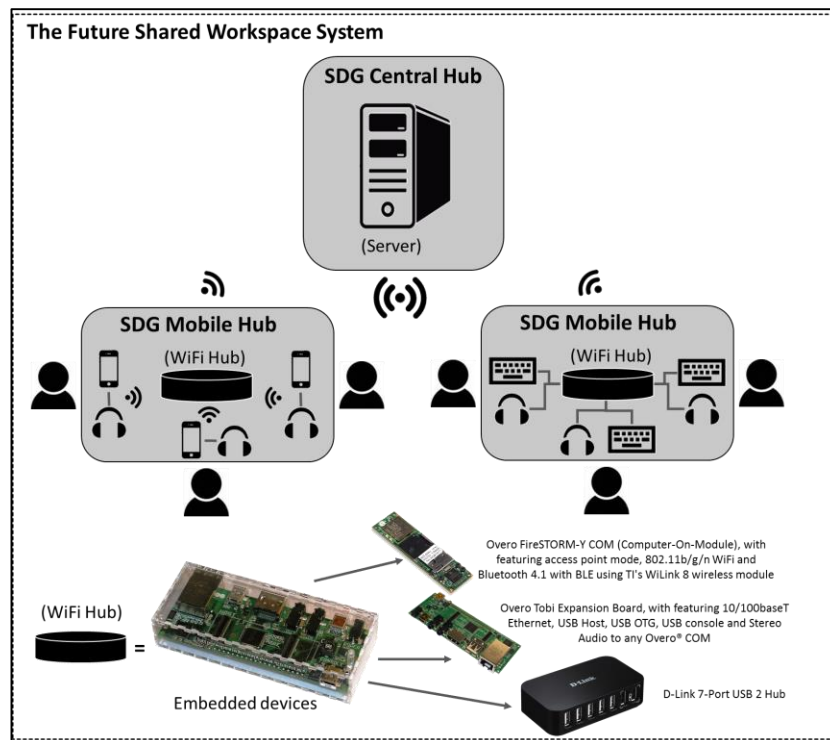 The Future Shared Workspace System
SDG Central Hub
(Server)
SDG Mobile Hub
(WiFi Hub)
SDG Mobile Hub
(WiFi Hub)
Overo FireSTORM-Y COM (Computer-On-Module), with
featuring access point mode, 802.11b/g/n WiFi and
Bluetooth 4.1 with BLE using TI's WiLink 8 wireless module
Overo Tobi Expansion Board, with featuring 10/100baseT
Ethernet, USB Host, USB OTG, USB console and Stereo
Audio to any Overo® COM
(WiFi Hub)
=
Embedded devices
D-Link
D-Link 7-Port USB 2 Hub